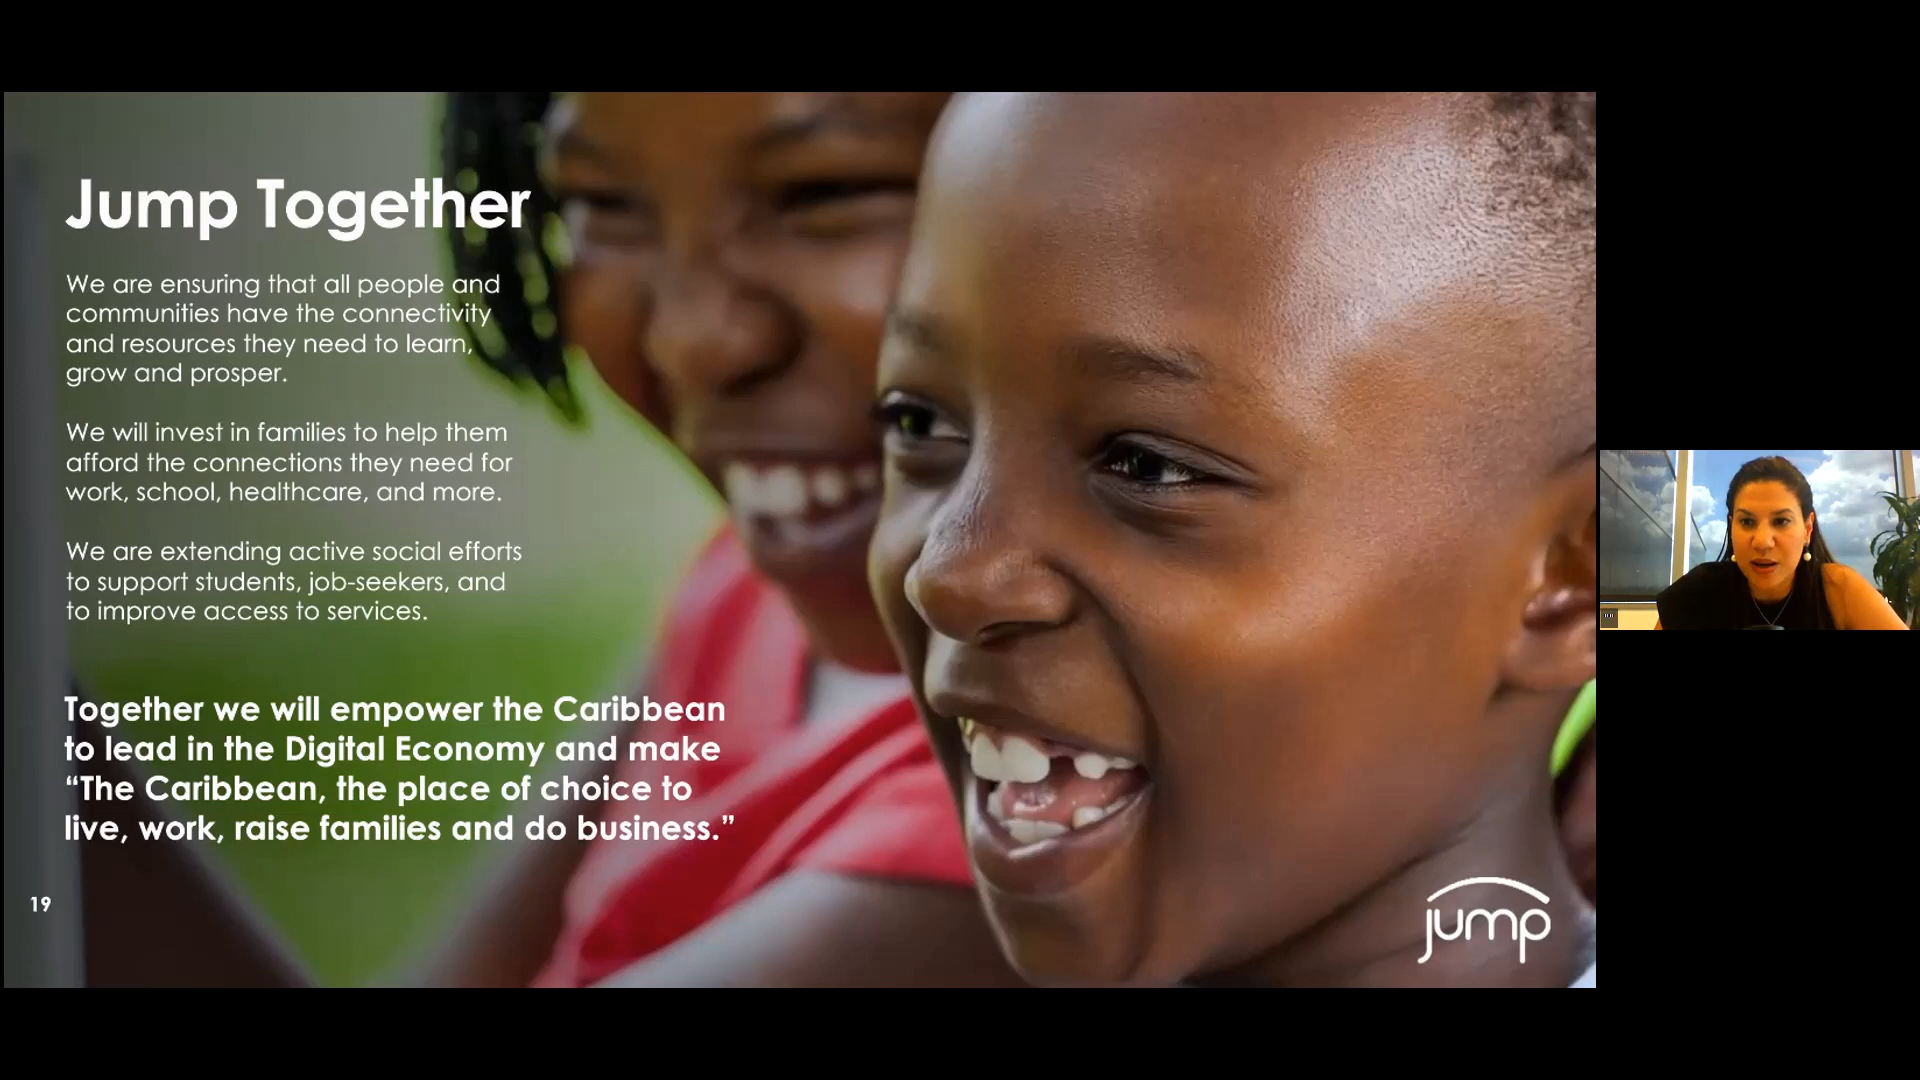 Jump Together
We are ensuring that all people and
communities have the connectivity
and resources they need to learn,
grow and prosper.
We will invest in families to help them
afford the connections they need for
work, school, healthcare, and more.
We are extending active social efforts
to support students, job-seekers, and
to improve access to services.
Together we will empower the Caribbean
to lead in the Digital Economy and make
“The Caribbean, the place of choice to
live, work, raise families and do business.”
19
jump